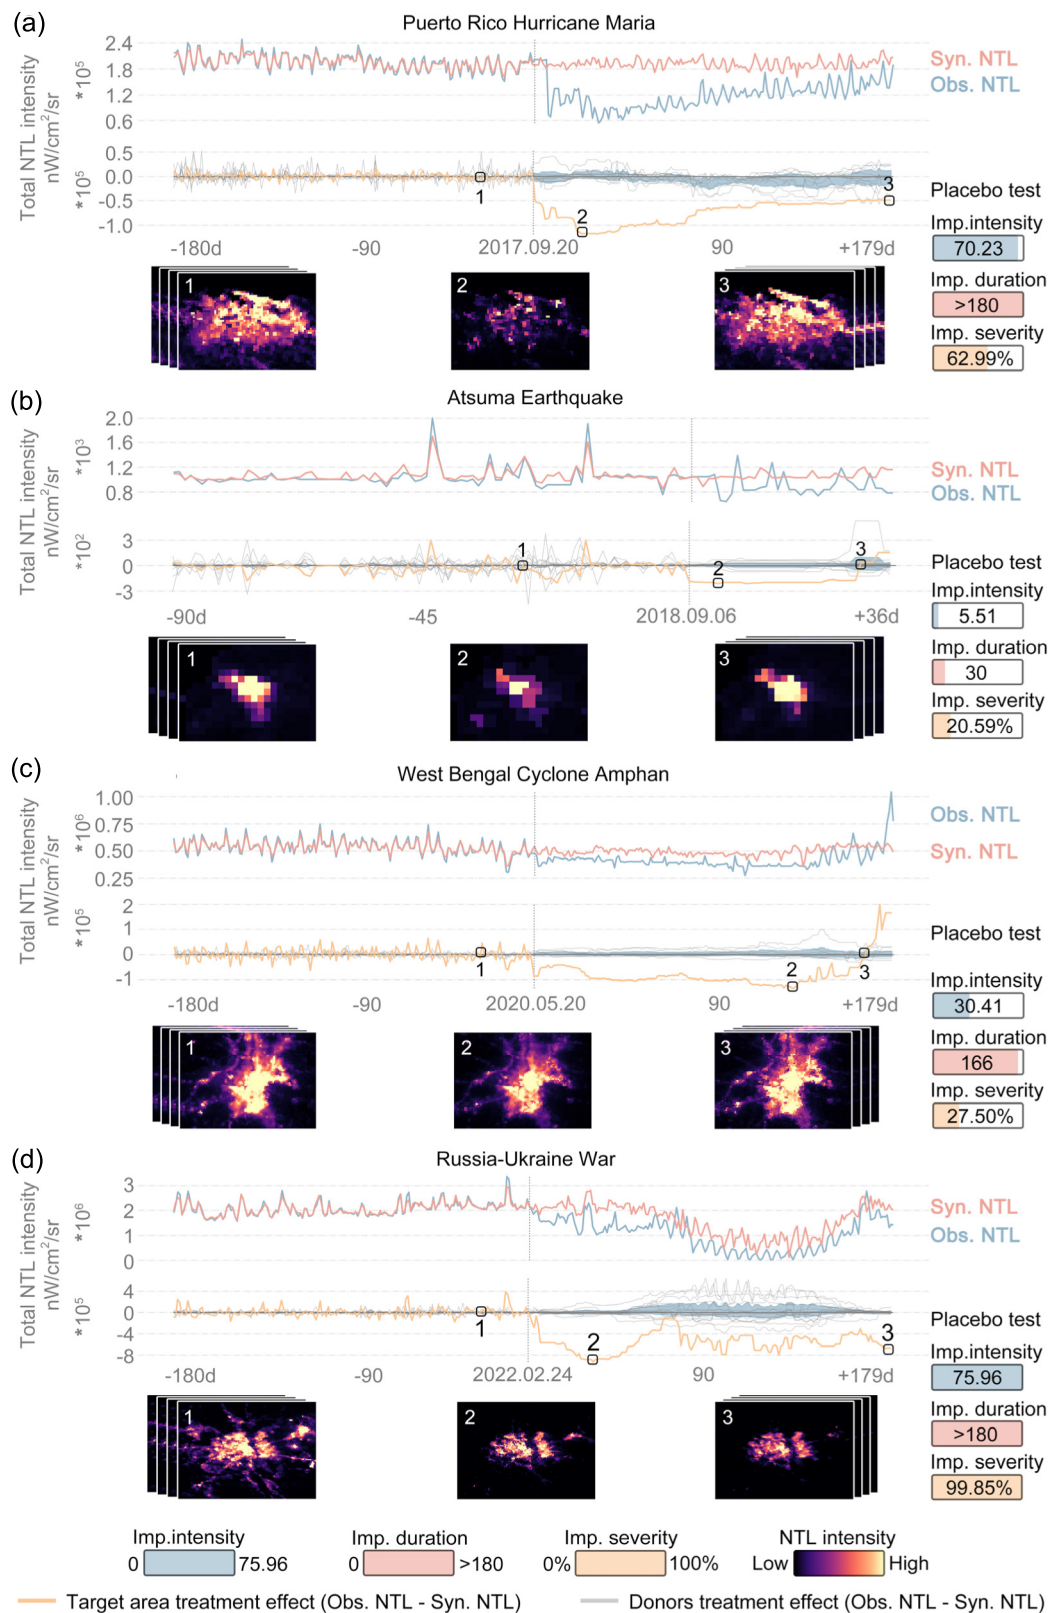 (a)
Puerto Rico Hurricane Maria
Total NTL intensity
nW/cm²/sr
*10⁵
2.4
1.8
1.2
0.6
Syn. NTL
Obs. NTL
*10⁵
0.5
0.0
-0.5
-1.0
1
2
3
-180d
-90
2017.09.20
90
+179d
Placebo test
Imp.intensity
70.23
Imp. duration
>180
Imp. severity
62.99%
1
2
3
(b)
Atsuma Earthquake
Total NTL intensity
nW/cm²/sr
*10³
2.0
1.6
1.2
0.8
Syn. NTL
Obs. NTL
*10²
3
0
-3
1
2
3
-90d
-45
2018.09.06
+36d
Placebo test
Imp.intensity
5.51
Imp. duration
30
Imp. severity
20.59%
1
2
3
(c)
West Bengal Cyclone Amphan
Total NTL intensity
nW/cm²/sr
*10⁶
1.00
0.75
0.50
0.25
Obs. NTL
Syn. NTL
*10⁵
2
1
0
-1
1
2
3
-180d
-90
2020.05.20
90
+179d
Placebo test
Imp.intensity
30.41
Imp. duration
166
Imp. severity
27.50%
1
2
3
(d)
Russia-Ukraine War
Total NTL intensity
nW/cm²/sr
*10⁶
3
2
1
0
Syn. NTL
Obs. NTL
*10⁵
4
0
-4
-8
1
2
3
-180d
-90
2022.02.24
90
+179d
Placebo test
Imp.intensity
75.96
Imp. duration
>180
Imp. severity
99.85%
1
2
3
Imp.intensity
0 75.96
Imp. duration
0 >180
Imp. severity
0% 100%
NTL intensity
Low High
Target area treatment effect (Obs. NTL - Syn. NTL)
Donors treatment effect (Obs. NTL - Syn. NTL)